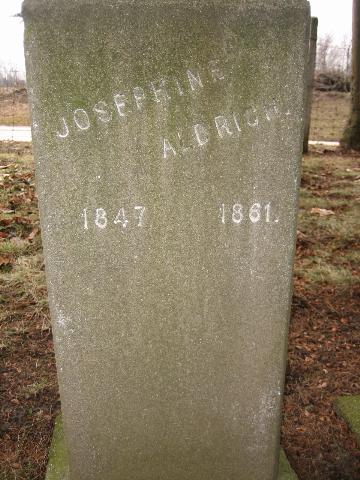 JOSEPHINE
ALDRICH.
1847 1861.